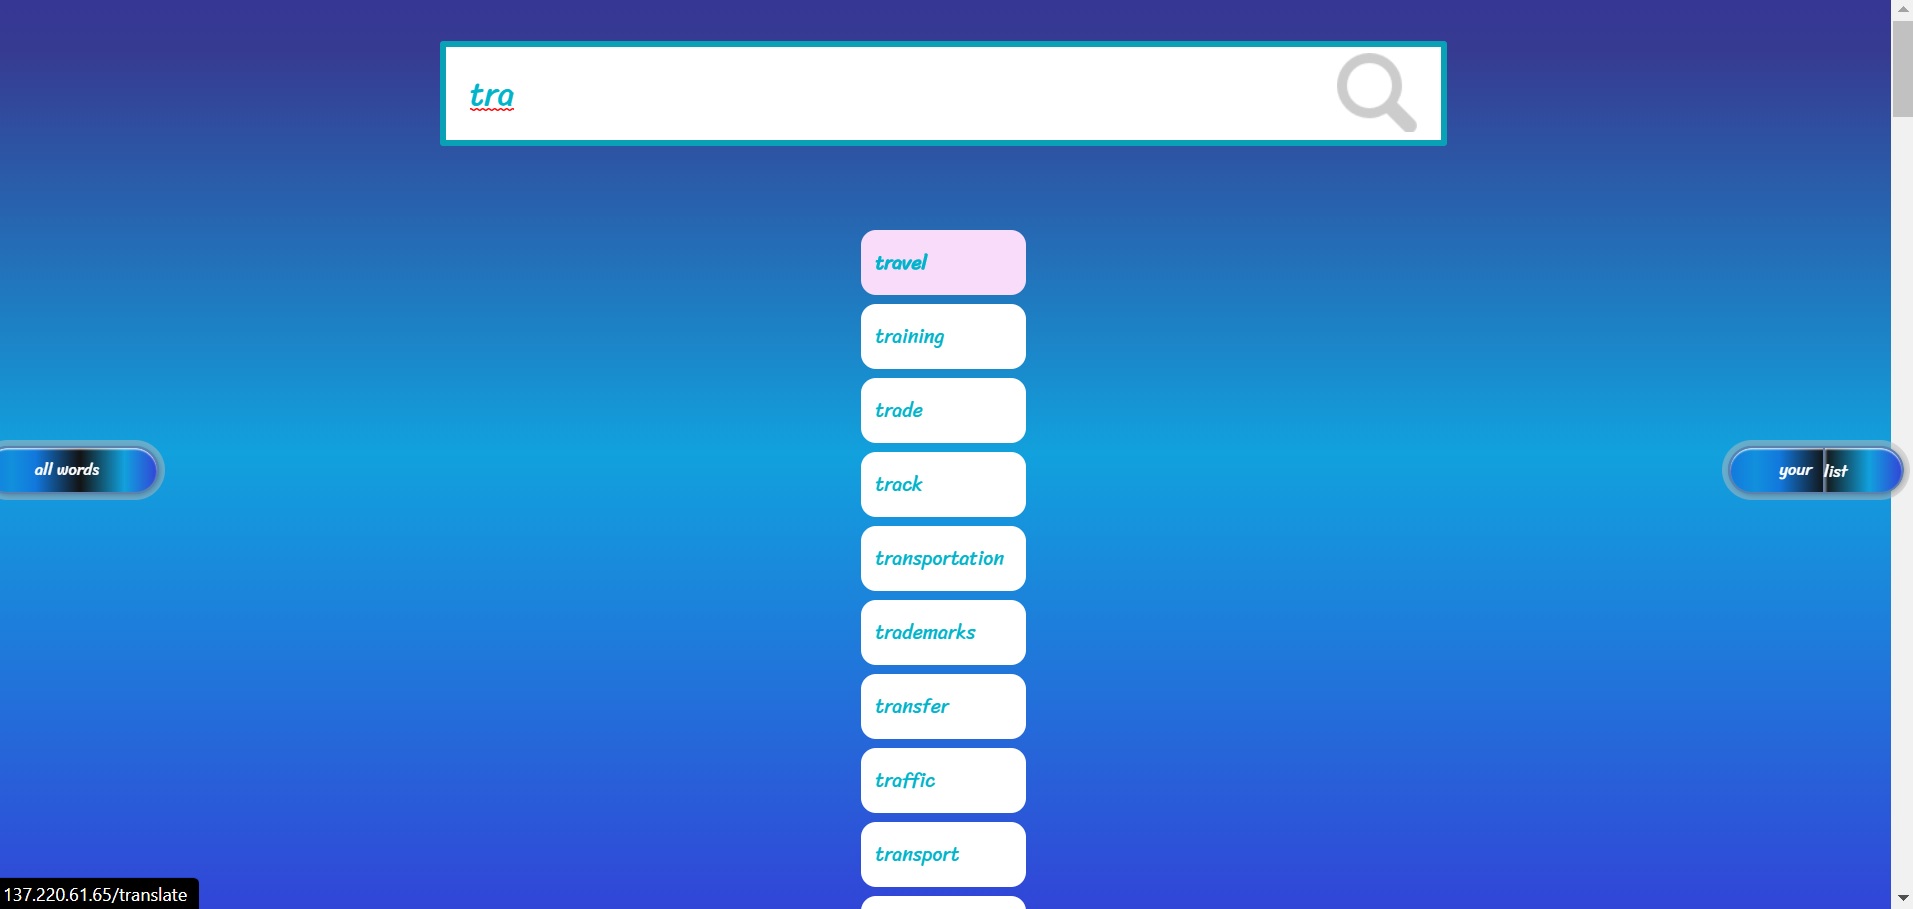 tra
travel
training
trade
track
transportation
trademarks
transfer
traffic
transport
all words
your list
137.220.61.65/translate